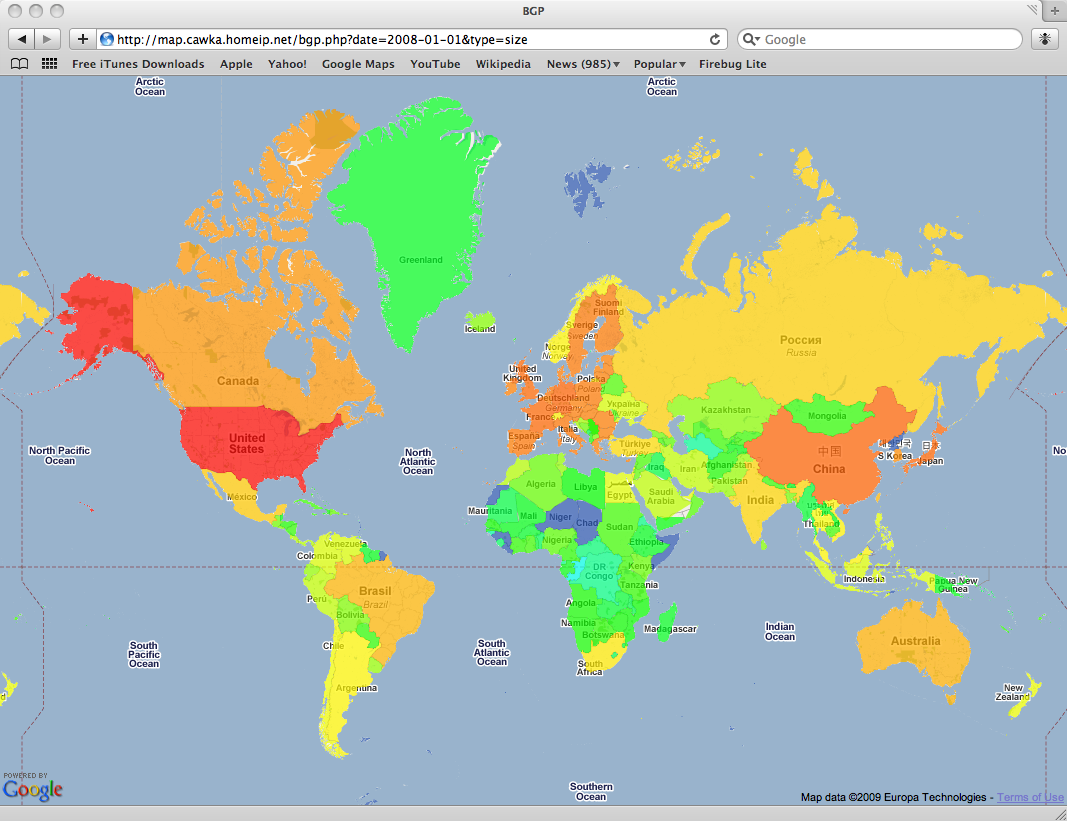 BGP
http://map.cawka.homeip.net/bgp.php?date=2008-01-01&type=size
Google
Free iTunes Downloads
Apple
Yahoo!
Google Maps
YouTube
Wikipedia
News (985)
Popular
Firebug Lite
Arctic
Ocean
Arctic
Ocean
Greenland
Iceland
Suomi
Finland
Sverige
Sweden
Norge
Norway
Россия
Russia
United
Kingdom
Polska
Poland
Canada
Deutschland
Germany
Україна
Ukraine
France
Kazakhstan
Mongolia
United
States
Italia
Italy
España
Spain
Türkiye
Turkey
中国
China
S Korea
日本
Japan
North Pacific
Ocean
North
Atlantic
Ocean
No
Iraq
Iran
Afghanistan
Pakistan
Algeria
Libya
Egypt
Saudi
Arabia
India
México
Mauritania
Mali
Niger
Chad
Sudan
Thailand
Nigeria
Ethiopia
Venezuela
Colombia
DR
Congo
Kenya
Indonesia
Papua New
Guinea
Tanzania
Brasil
Brazil
Perú
Angola
Bolivia
Namibia
Botswana
Madagascar
Indian
Ocean
Australia
South
Pacific
Ocean
Chile
South
Atlantic
Ocean
South
Africa
Argentina
New
Zealand
d
POWERED BY
Google
Southern
Ocean
Map data ©2009 Europa Technologies - Terms of Use